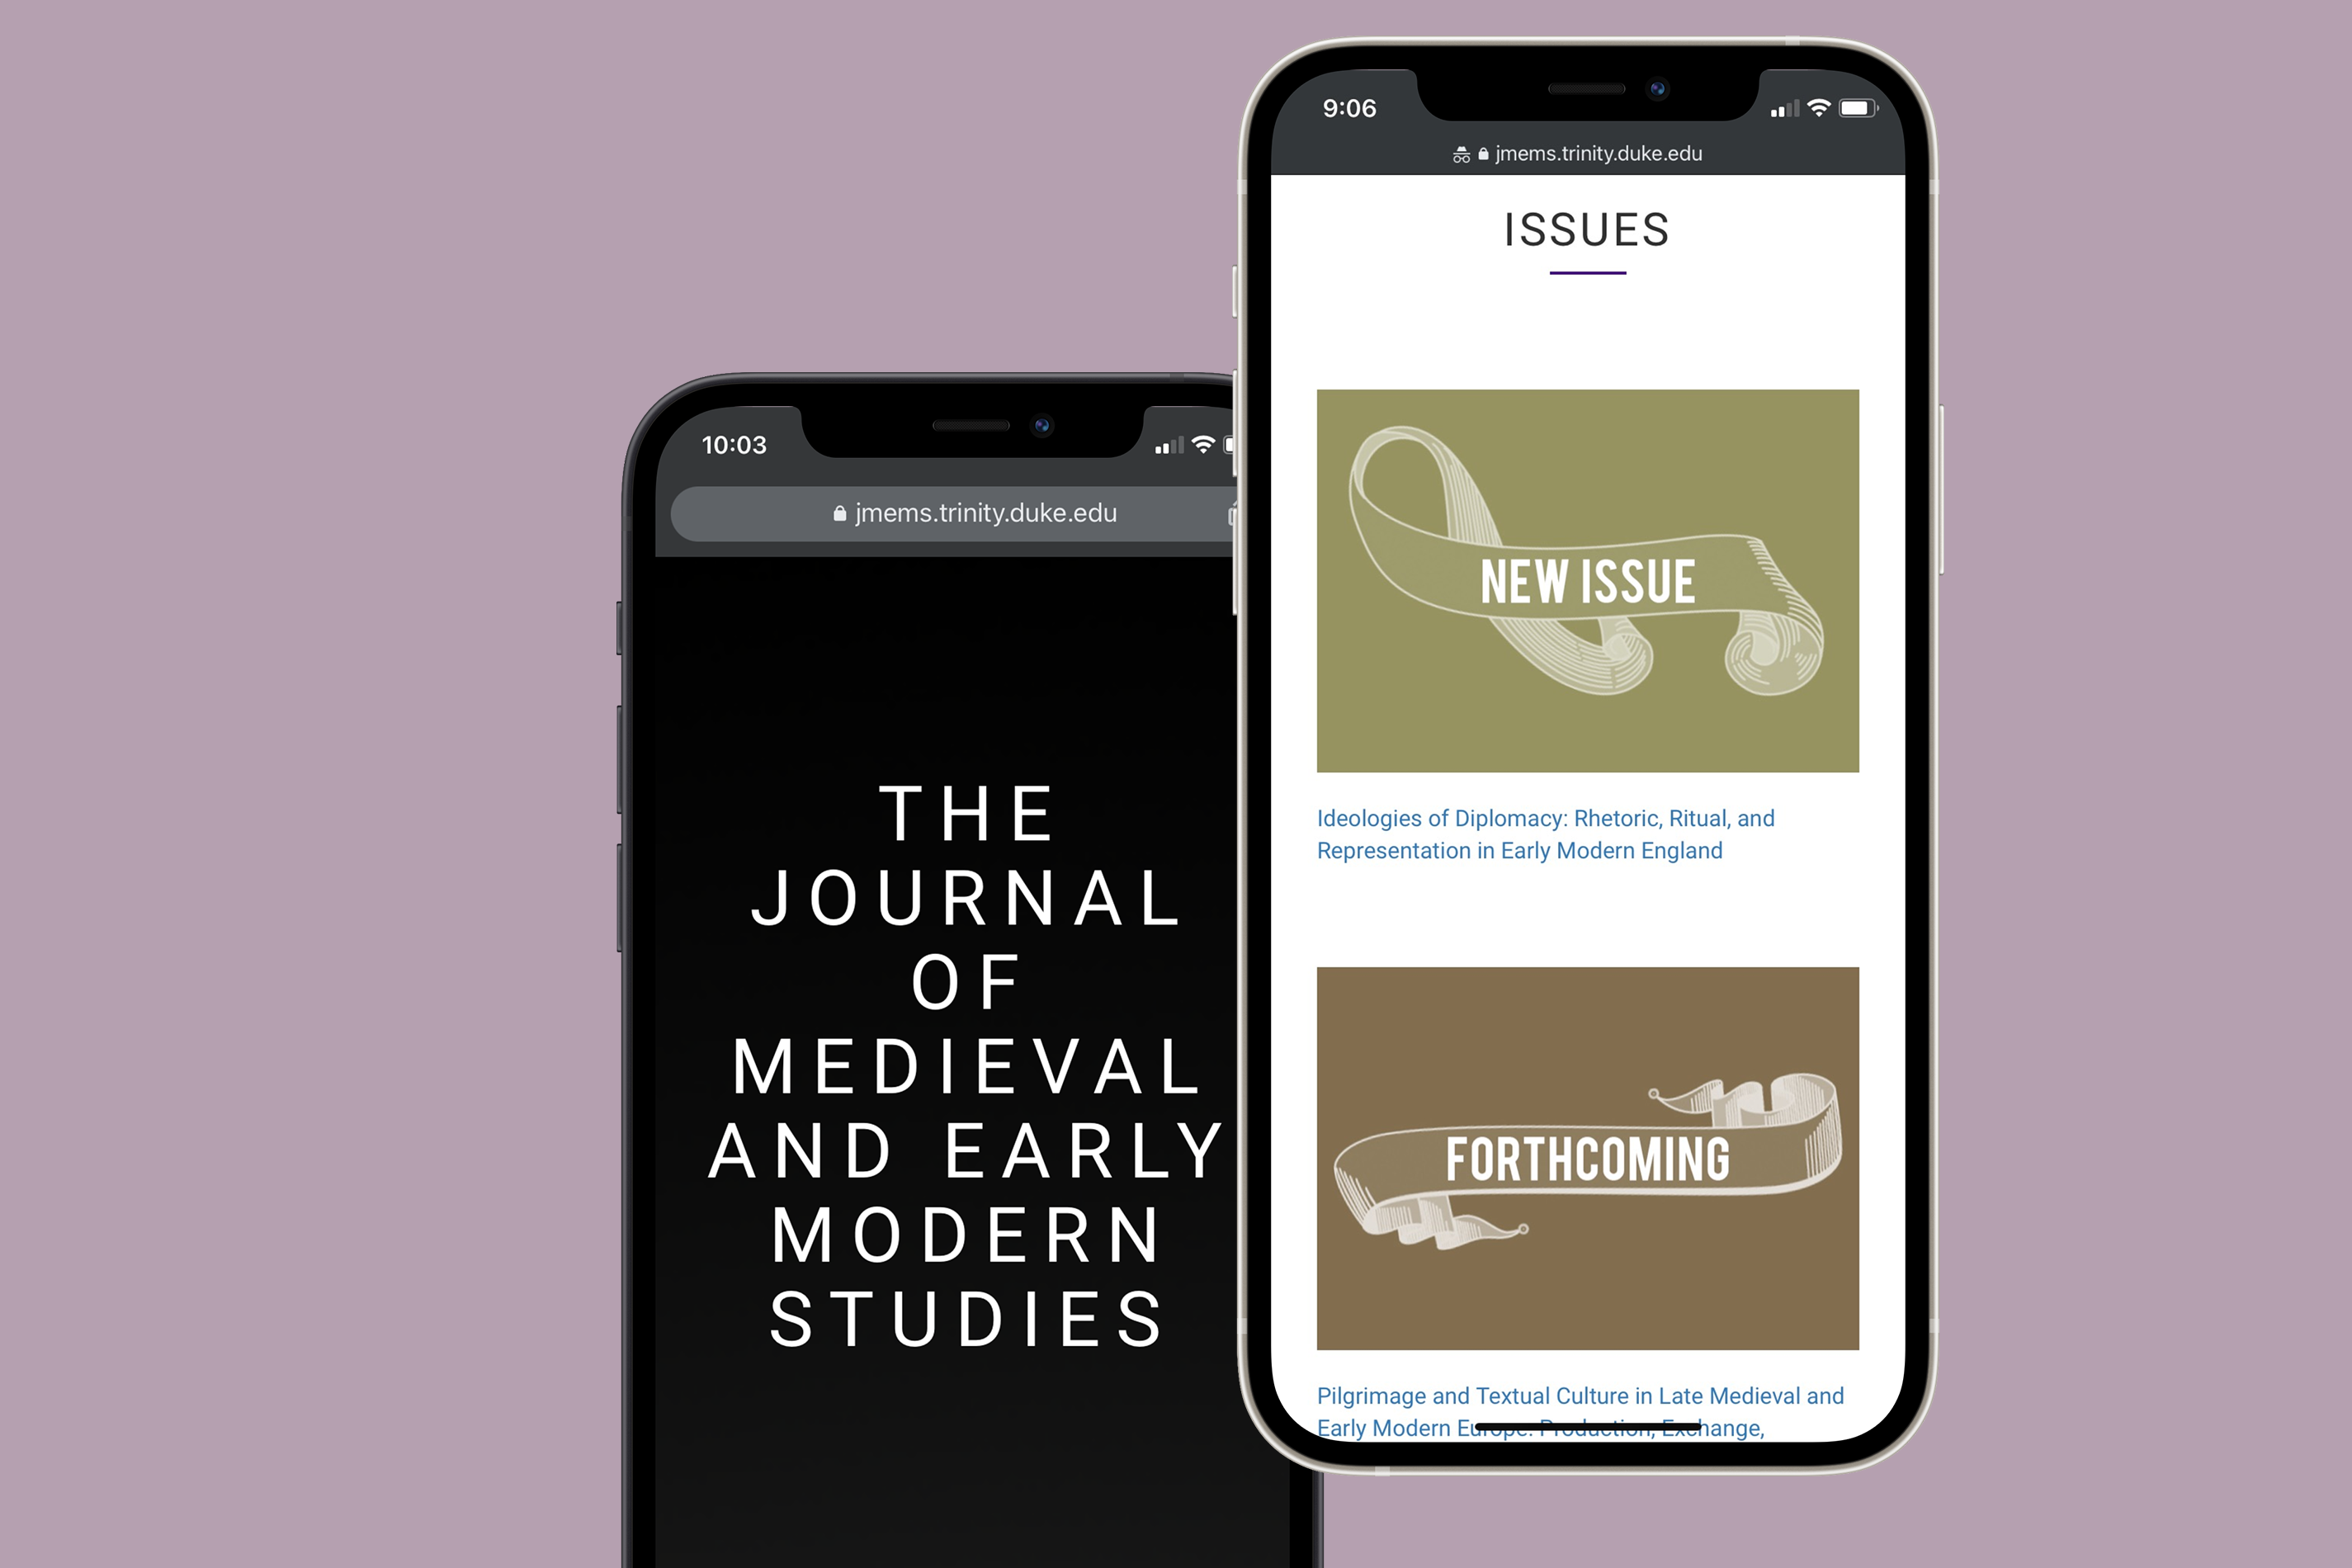 10:03
jmems.trinity.duke.edu
THE
JOURNAL
OF
MEDIEVAL
AND EARLY
MODERN
STUDIES
9:06
jmems.trinity.duke.edu
ISSUES
NEW ISSUE
Ideologies of Diplomacy: Rhetoric, Ritual, and
Representation in Early Modern England
FORTHCOMING
Pilgrimage and Textual Culture in Late Medieval and
Early Modern Europe: Production, Exchange,